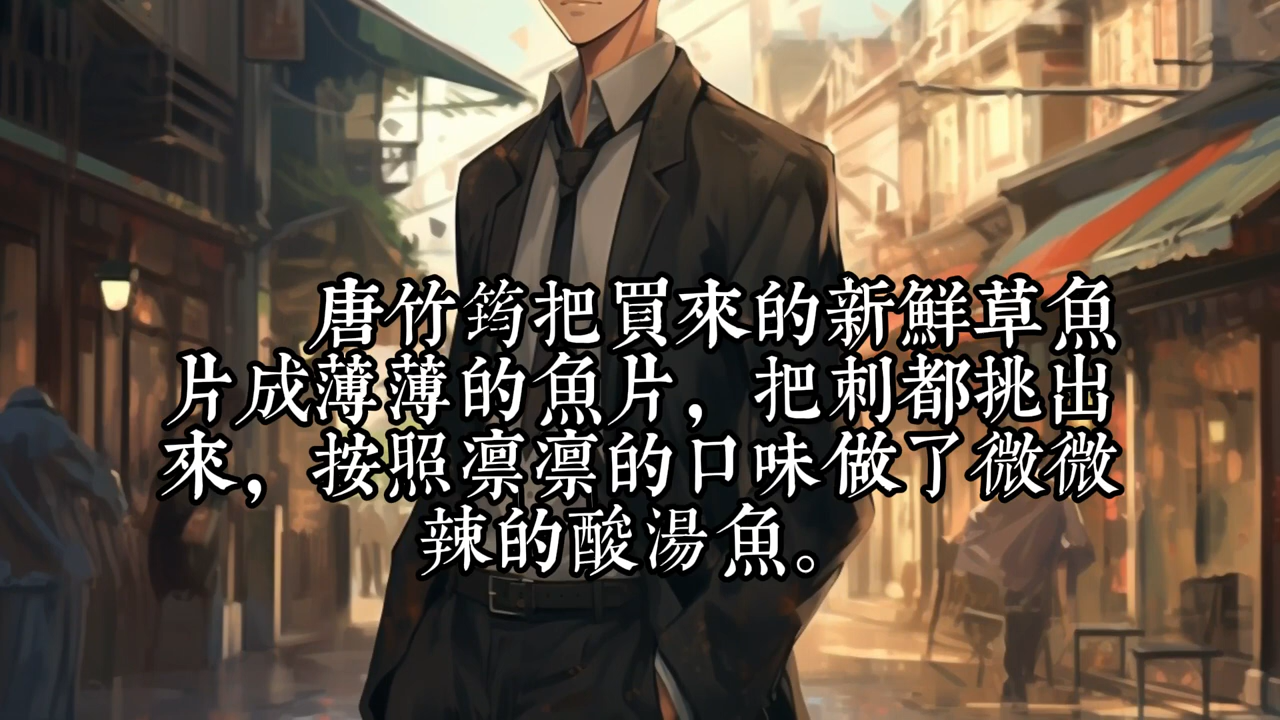 唐竹筠把買來的新鮮草魚
片成薄薄的魚片，把刺都挑出
來，按照凛凛的口味做了微微
辣的酸湯魚。